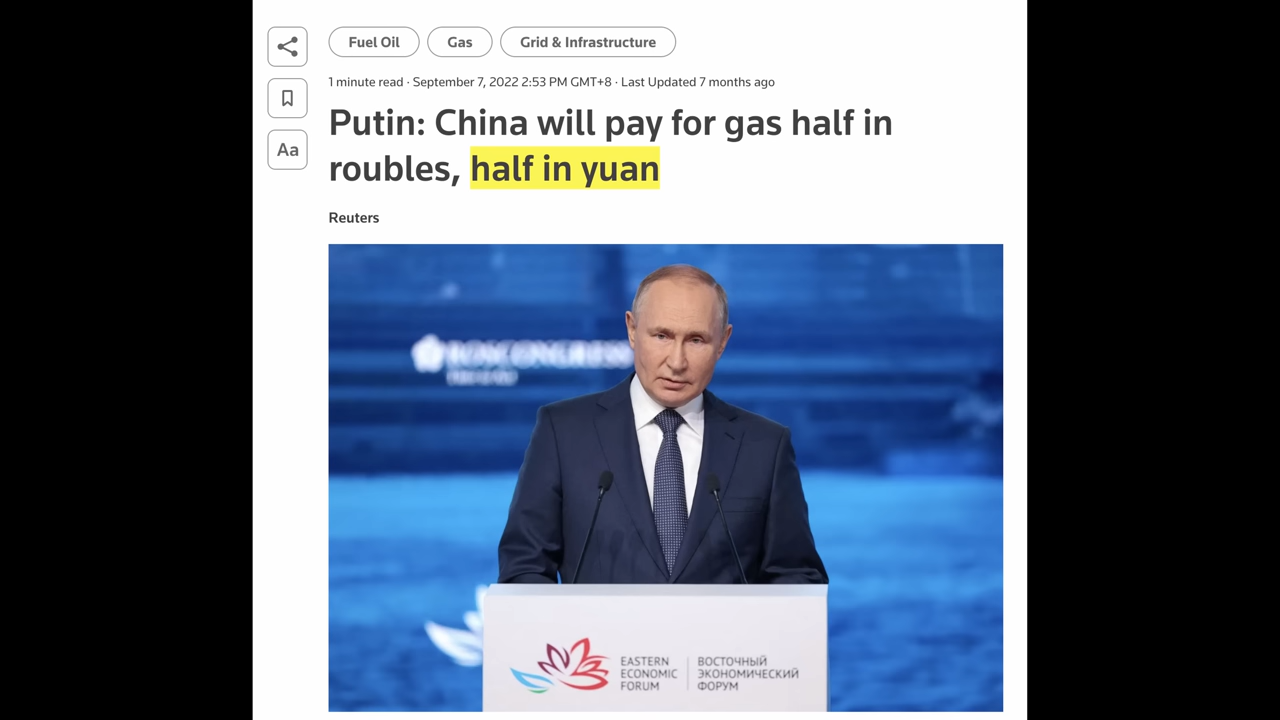 Fuel Oil
Gas
Grid & Infrastructure
1 minute read · September 7, 2022 2:53 PM GMT+8 · Last Updated 7 months ago
Aa
Putin: China will pay for gas half in
roubles, half in yuan
Reuters
ROSCONGRESS
EASTERN
ECONOMIC
FORUM
ВОСТОЧНЫЙ
ЭКОНОМИЧЕСКИЙ
ФОРУМ